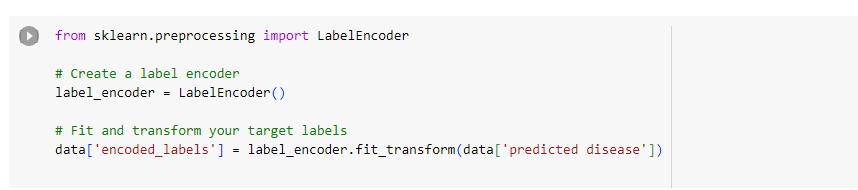 from sklearn.preprocessing import LabelEncoder
# Create a label encoder
label_encoder = LabelEncoder()
# Fit and transform your target labels
data['encoded_labels'] = label_encoder.fit_transform(data['predicted disease'])